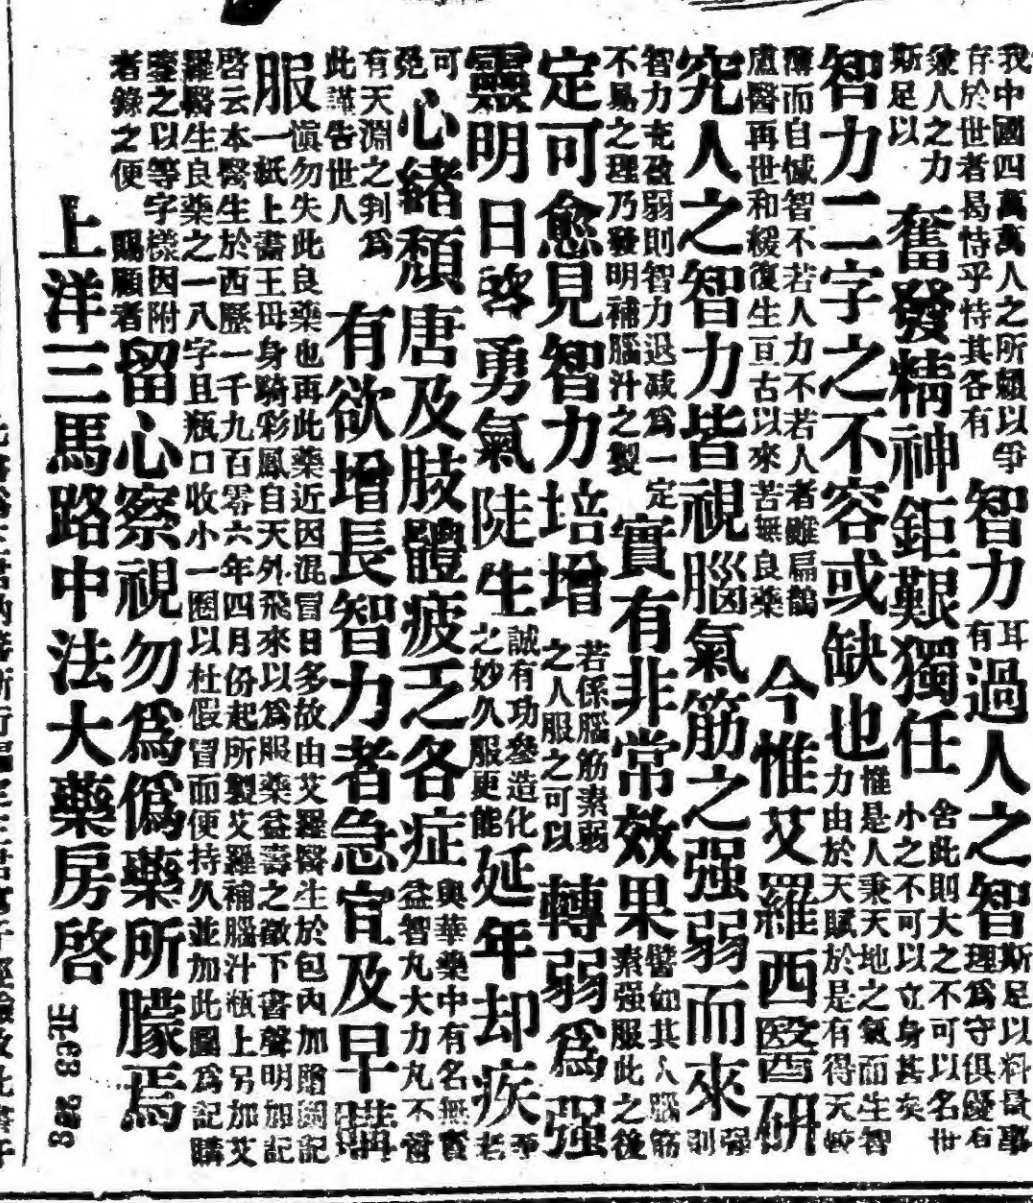 我中國四萬萬人之所賴以爭
存於世者曷恃乎恃其各有
智力
耳
有
過人之智
斯足以料量事
理為守俱優有
兼人之力
斯足以
奮發精神鉅艱獨任
舍此則大之不可以名世
小之不可以立身甚矣
智力二字之不容或缺也
惟是人秉天地之氣而生智
力由於天賦於是有得天較
薄而自憾智不若人力不若人者雖扁鵲
盧醫再世和緩復生亘古以來苦無良藥
今惟艾羅西醫研
究人之智力皆視腦氣筋之强弱而來
强
則
智力充弱則智力退減為一定
不易之理乃發明補腦汁之製
實有非常效果
譬如其人腦筋
素强服此之後
定可愈見智力培增
若係腦筋素弱
之人服之可以
轉弱為强
靈明日啓勇氣陡生
誠有功參造化
之妙久服更能
延年却疾
可
免
心緒頹唐及肢體疲乏各症
與華藥中有名無實
益智丸大力丸不啻
有天淵之判為
此謹告世人
有欲增長智力者急宜及早購
服
慎勿失此良藥也再此藥近因混冒日多故由艾羅醫生於包內加贈記
一紙上畫王母身騎彩鳳自天外飛來以為服藥益壽之徵下書聲明加記
啓云本醫生於西歷一千九百零六年四月份起所製艾羅補腦汁瓶上另加艾
羅醫生良藥之一八字且瓶口收小一圈以杜假冒而便持久並加此圖為記購
鑒之以等字樣因附
者錄之便 賜顧者
留心察視勿為偽藥所朦焉
上洋三馬路中法大藥房啓